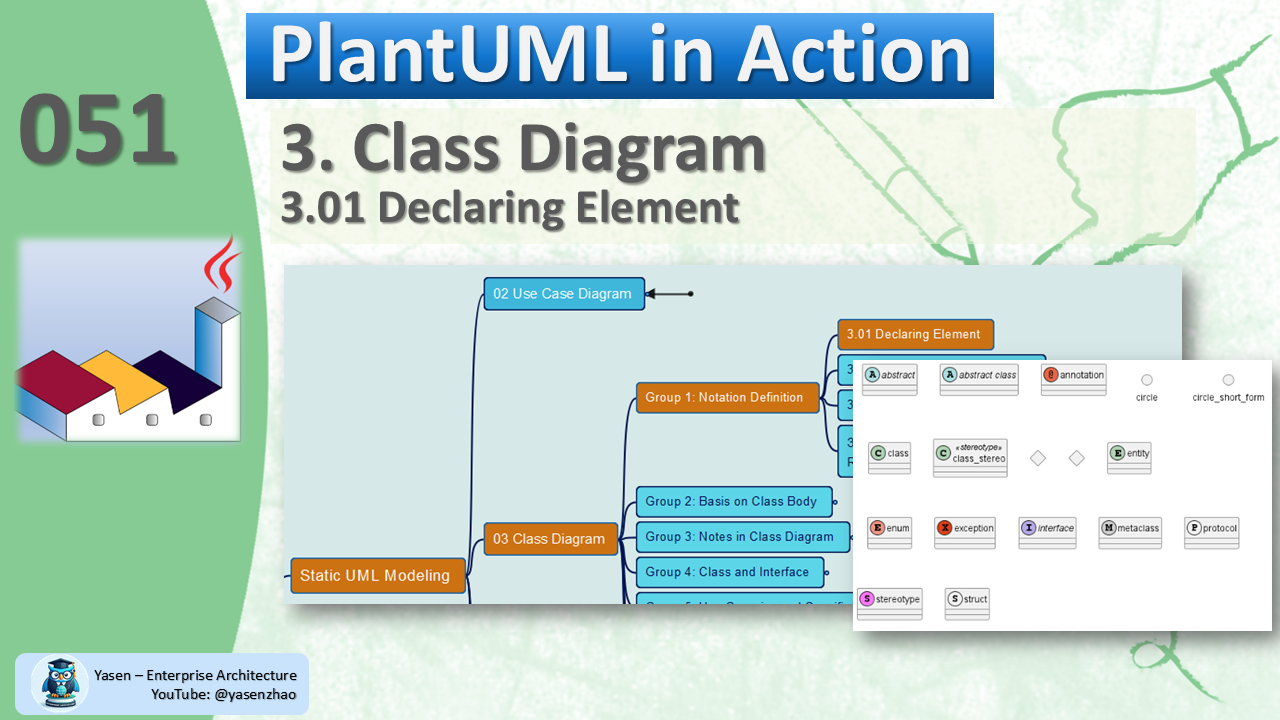 PlantUML in Action
051
3. Class Diagram
3.01 Declaring Element
02 Use Case Diagram
3.01 Declaring Element
3
3
3
R
Group 1: Notation Definition
Group 2: Basis on Class Body
Group 3: Notes in Class Diagram
03 Class Diagram
Group 4: Class and Interface
Static UML Modeling
A abstract
A abstract class
@ annotation
circle
circle_short_form
C class
«stereotype»
C class_stereo
E entity
E enum
X exception
I interface
M metaclass
P protocol
S stereotype
S struct
Yasen – Enterprise Architecture
YouTube: @yasenzhao